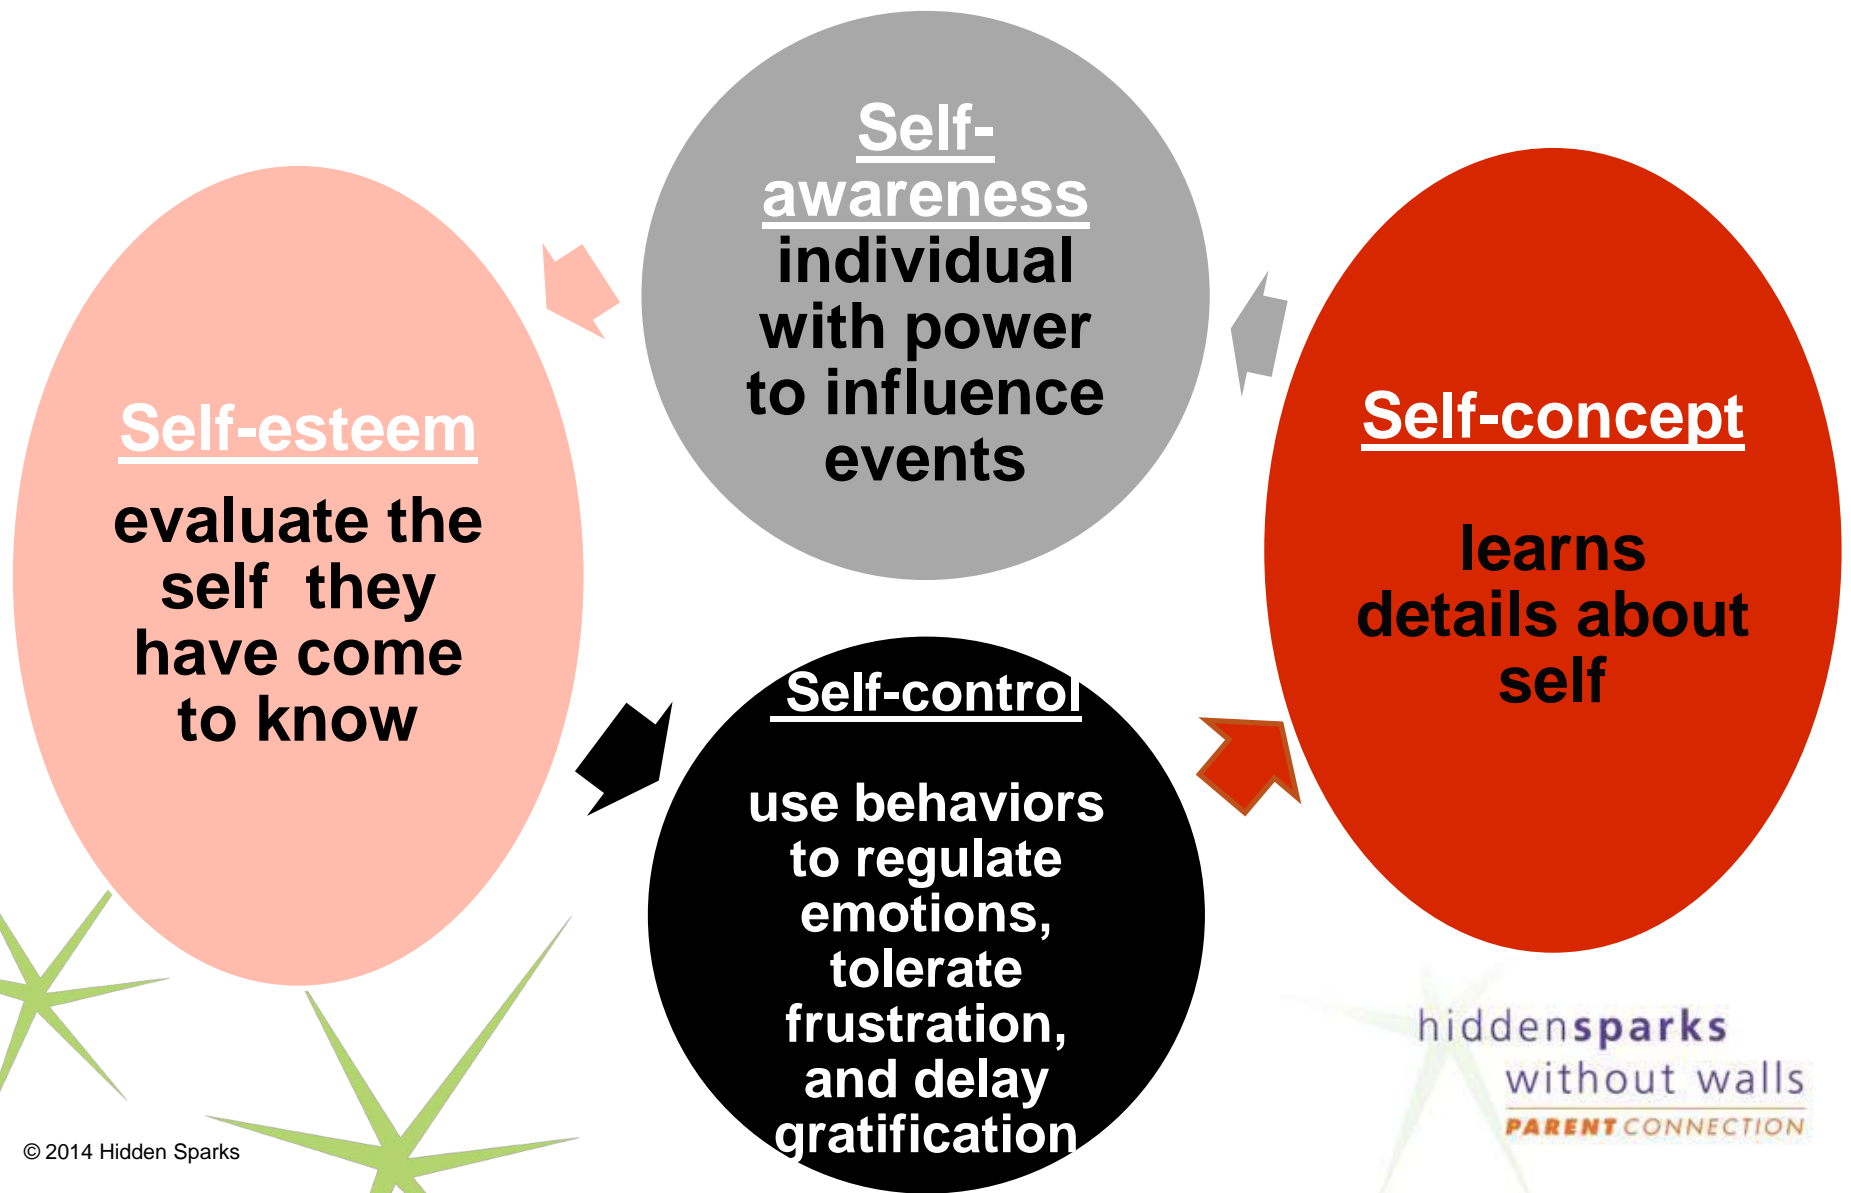 Self-
awareness
individual
with power
to influence
events
Self-esteem
evaluate the
self they
have come
to know
Self-concept
learns
details about
self
Self-control
use behaviors
to regulate
emotions,
tolerate
frustration,
and delay
gratification
hiddensparks
without walls
PARENT CONNECTION
© 2014 Hidden Sparks